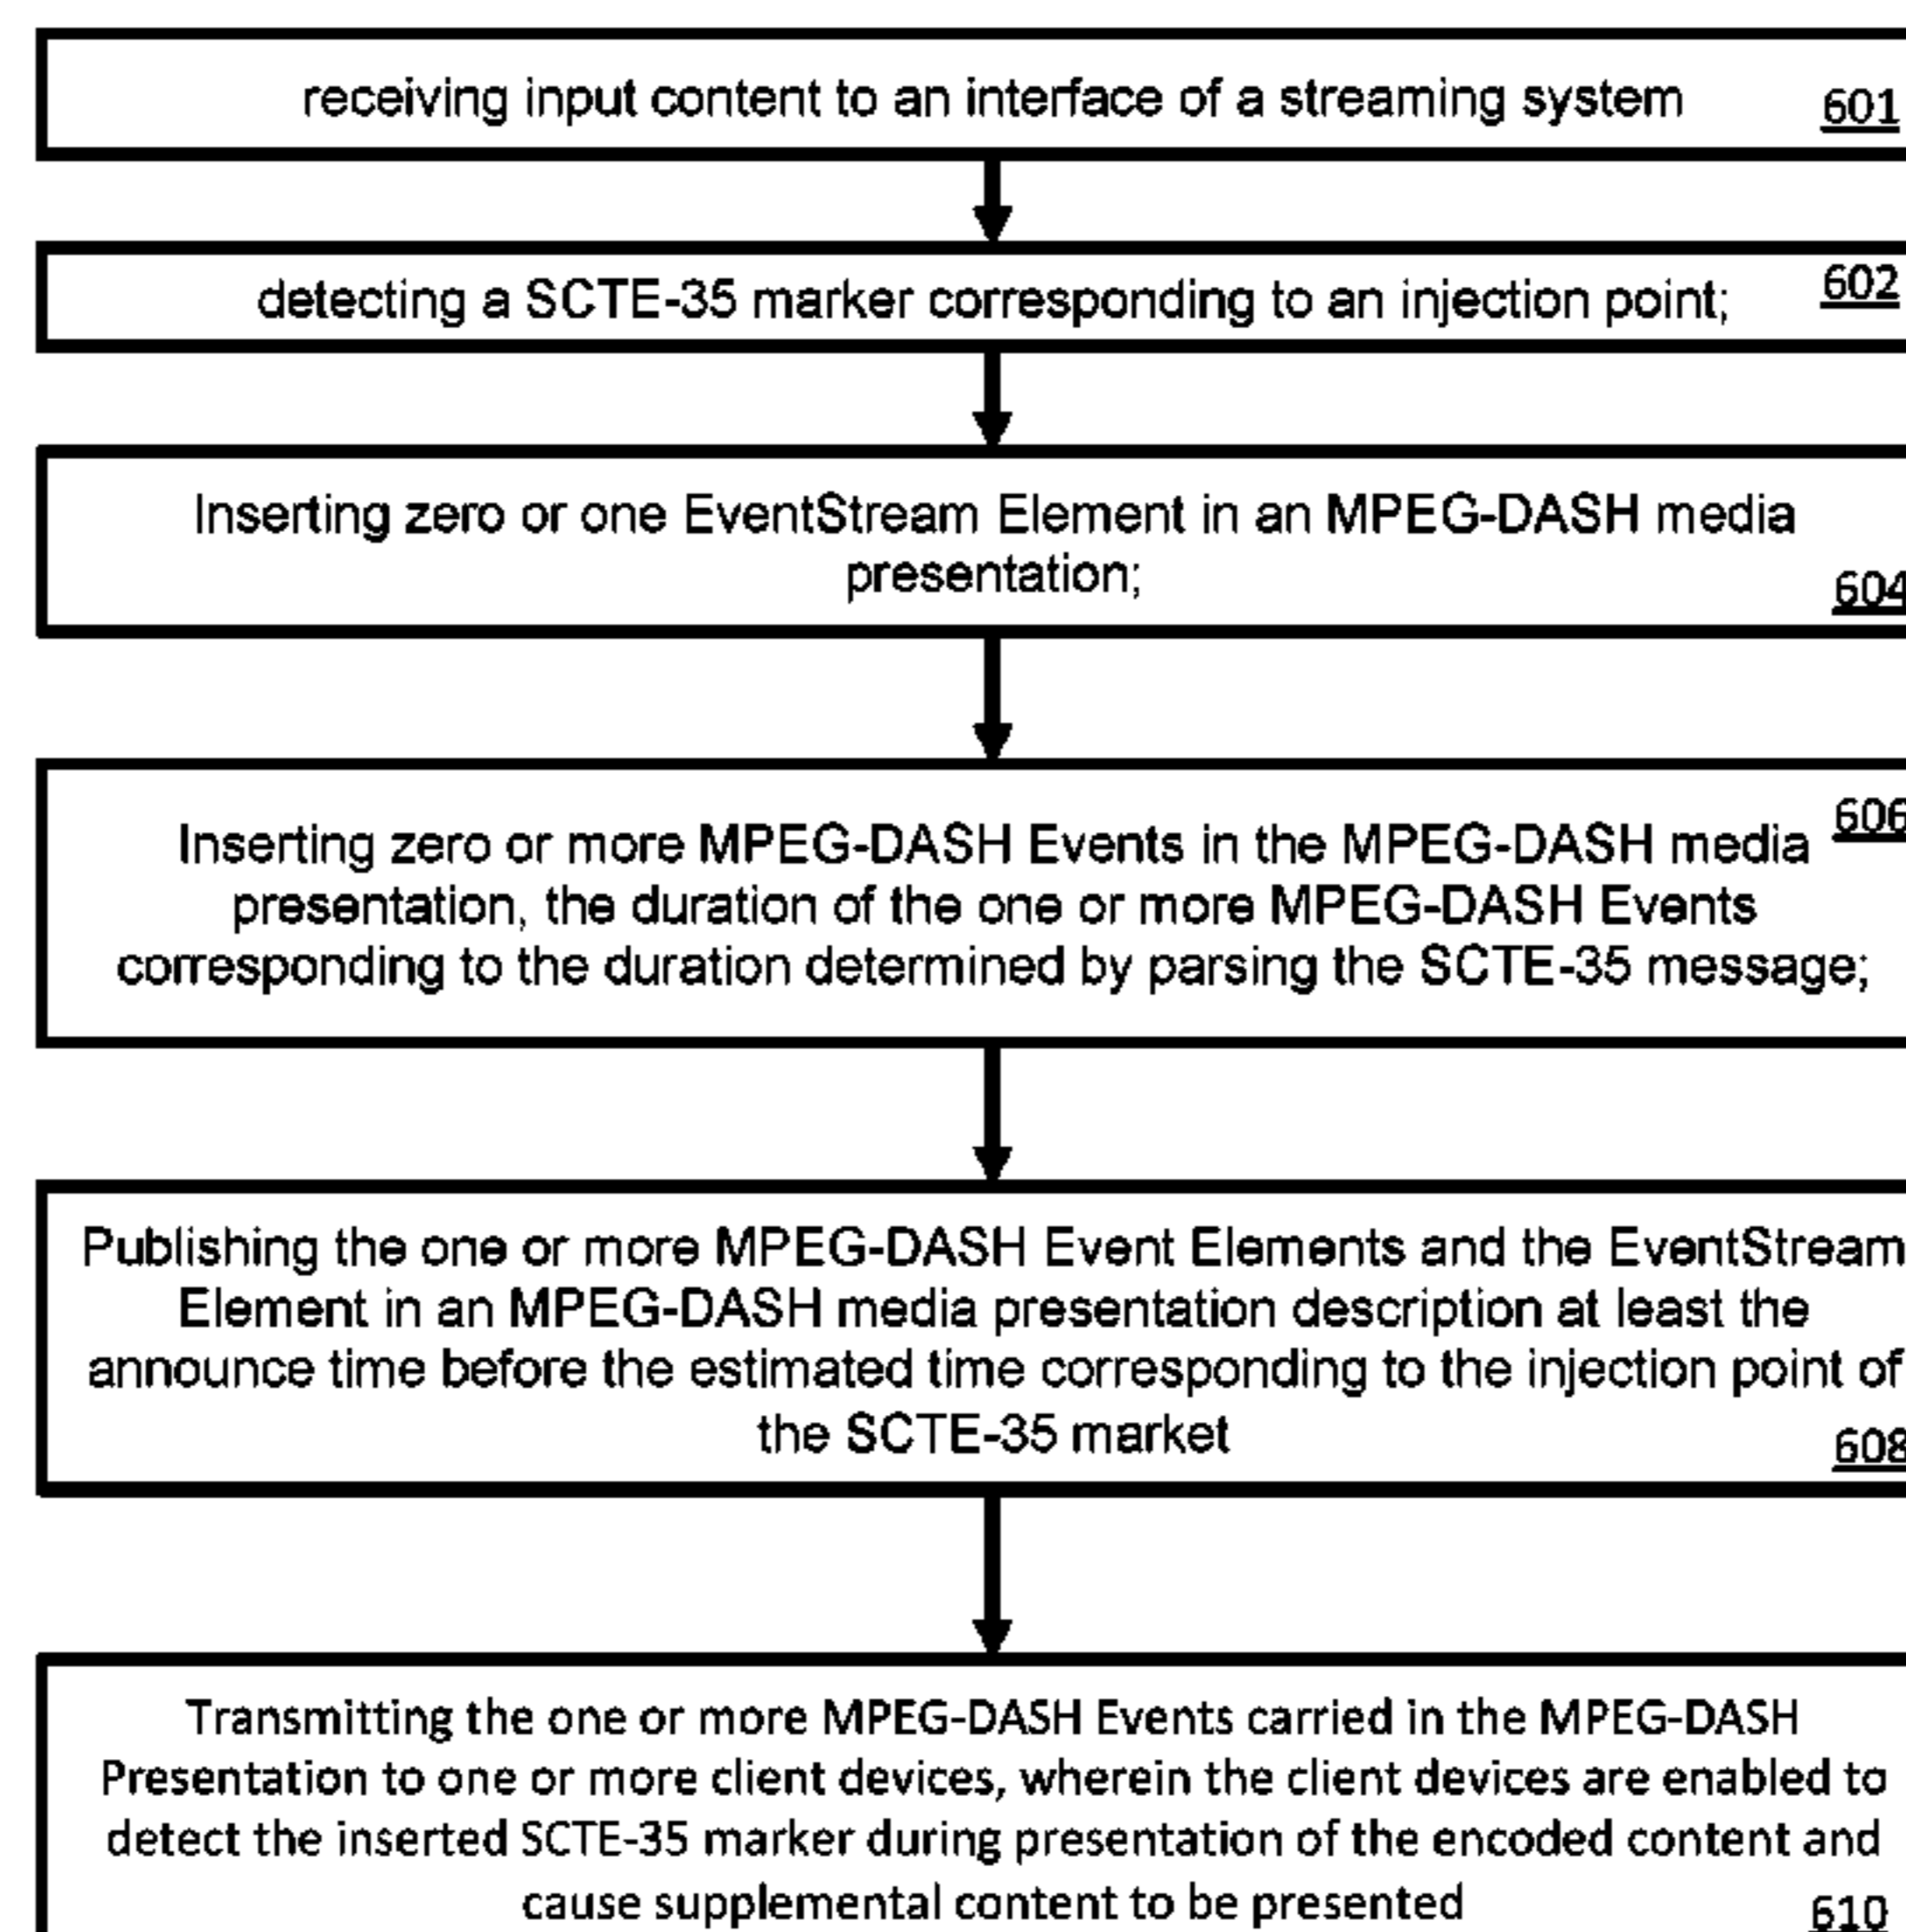 receiving input content to an interface of a streaming system 601
detecting a SCTE-35 marker corresponding to an injection point; 602
Inserting zero or one EventStream Element in an MPEG-DASH media
presentation;
604
Inserting zero or more MPEG-DASH Events in the MPEG-DASH media 606
presentation, the duration of the one or more MPEG-DASH Events
corresponding to the duration determined by parsing the SCTE-35 message;
Publishing the one or more MPEG-DASH Event Elements and the EventStream
Element in an MPEG-DASH media presentation description at least the
announce time before the estimated time corresponding to the injection point of
the SCTE-35 market 608
Transmitting the one or more MPEG-DASH Events carried in the MPEG-DASH
Presentation to one or more client devices, wherein the client devices are enabled to
detect the inserted SCTE-35 marker during presentation of the encoded content and
cause supplemental content to be presented 610